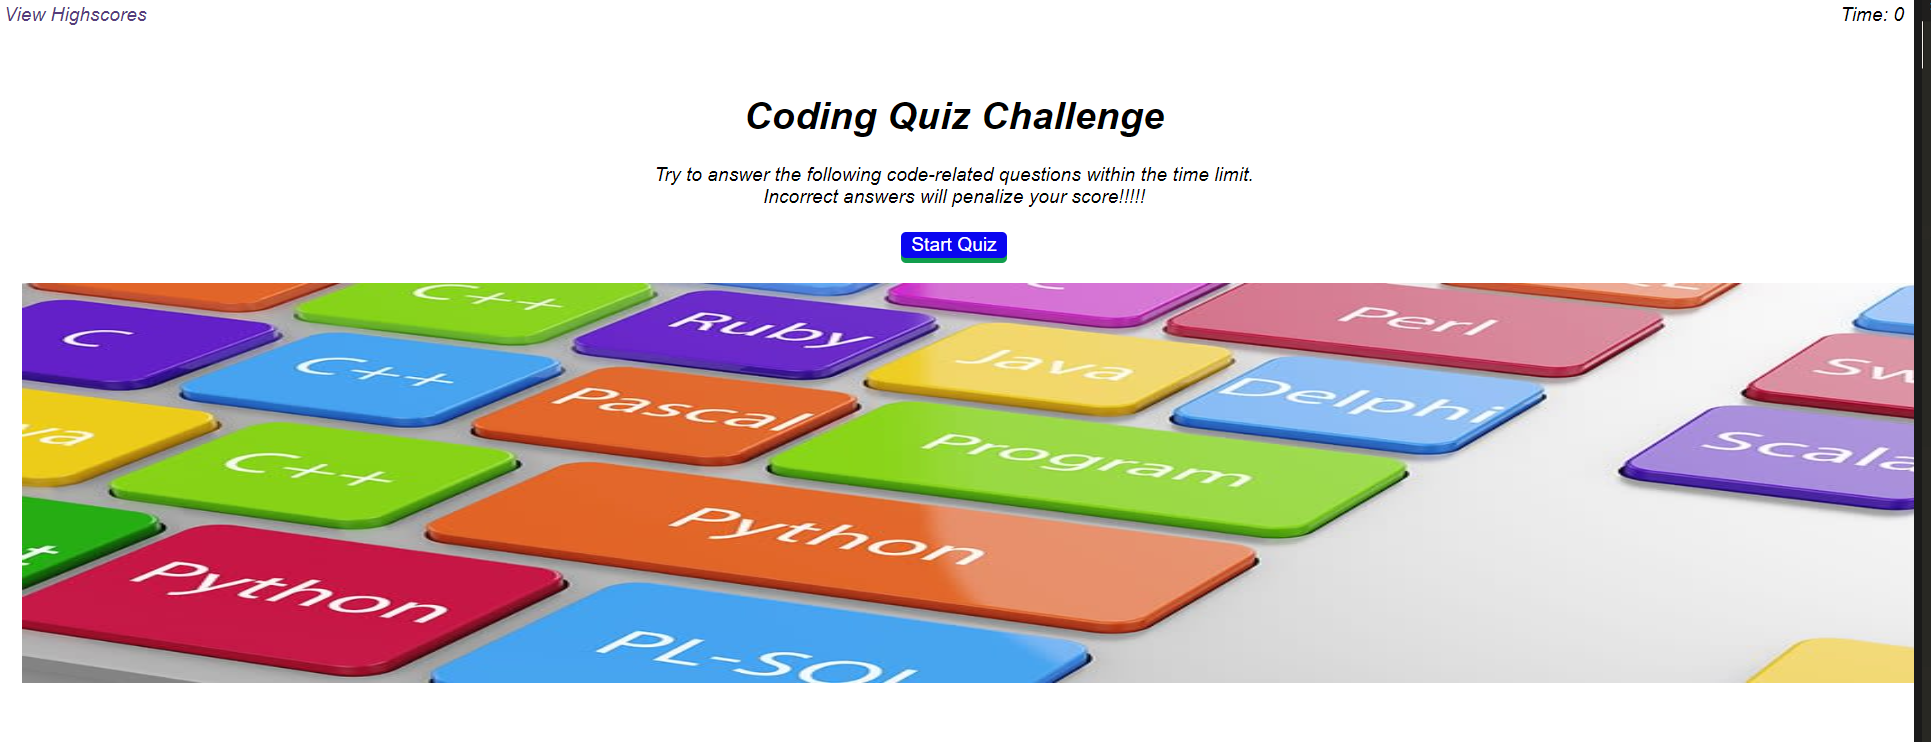 View Highscores
Time: 0
Coding Quiz Challenge
Try to answer the following code-related questions within the time limit.
Incorrect answers will penalize your score!!!!!
Start Quiz
C++
C
C
Ruby
Perl
C++
Java
Sw
Pascal
Delphi
va
Program
Scala
C++
Python
t
Python
PL-SQL